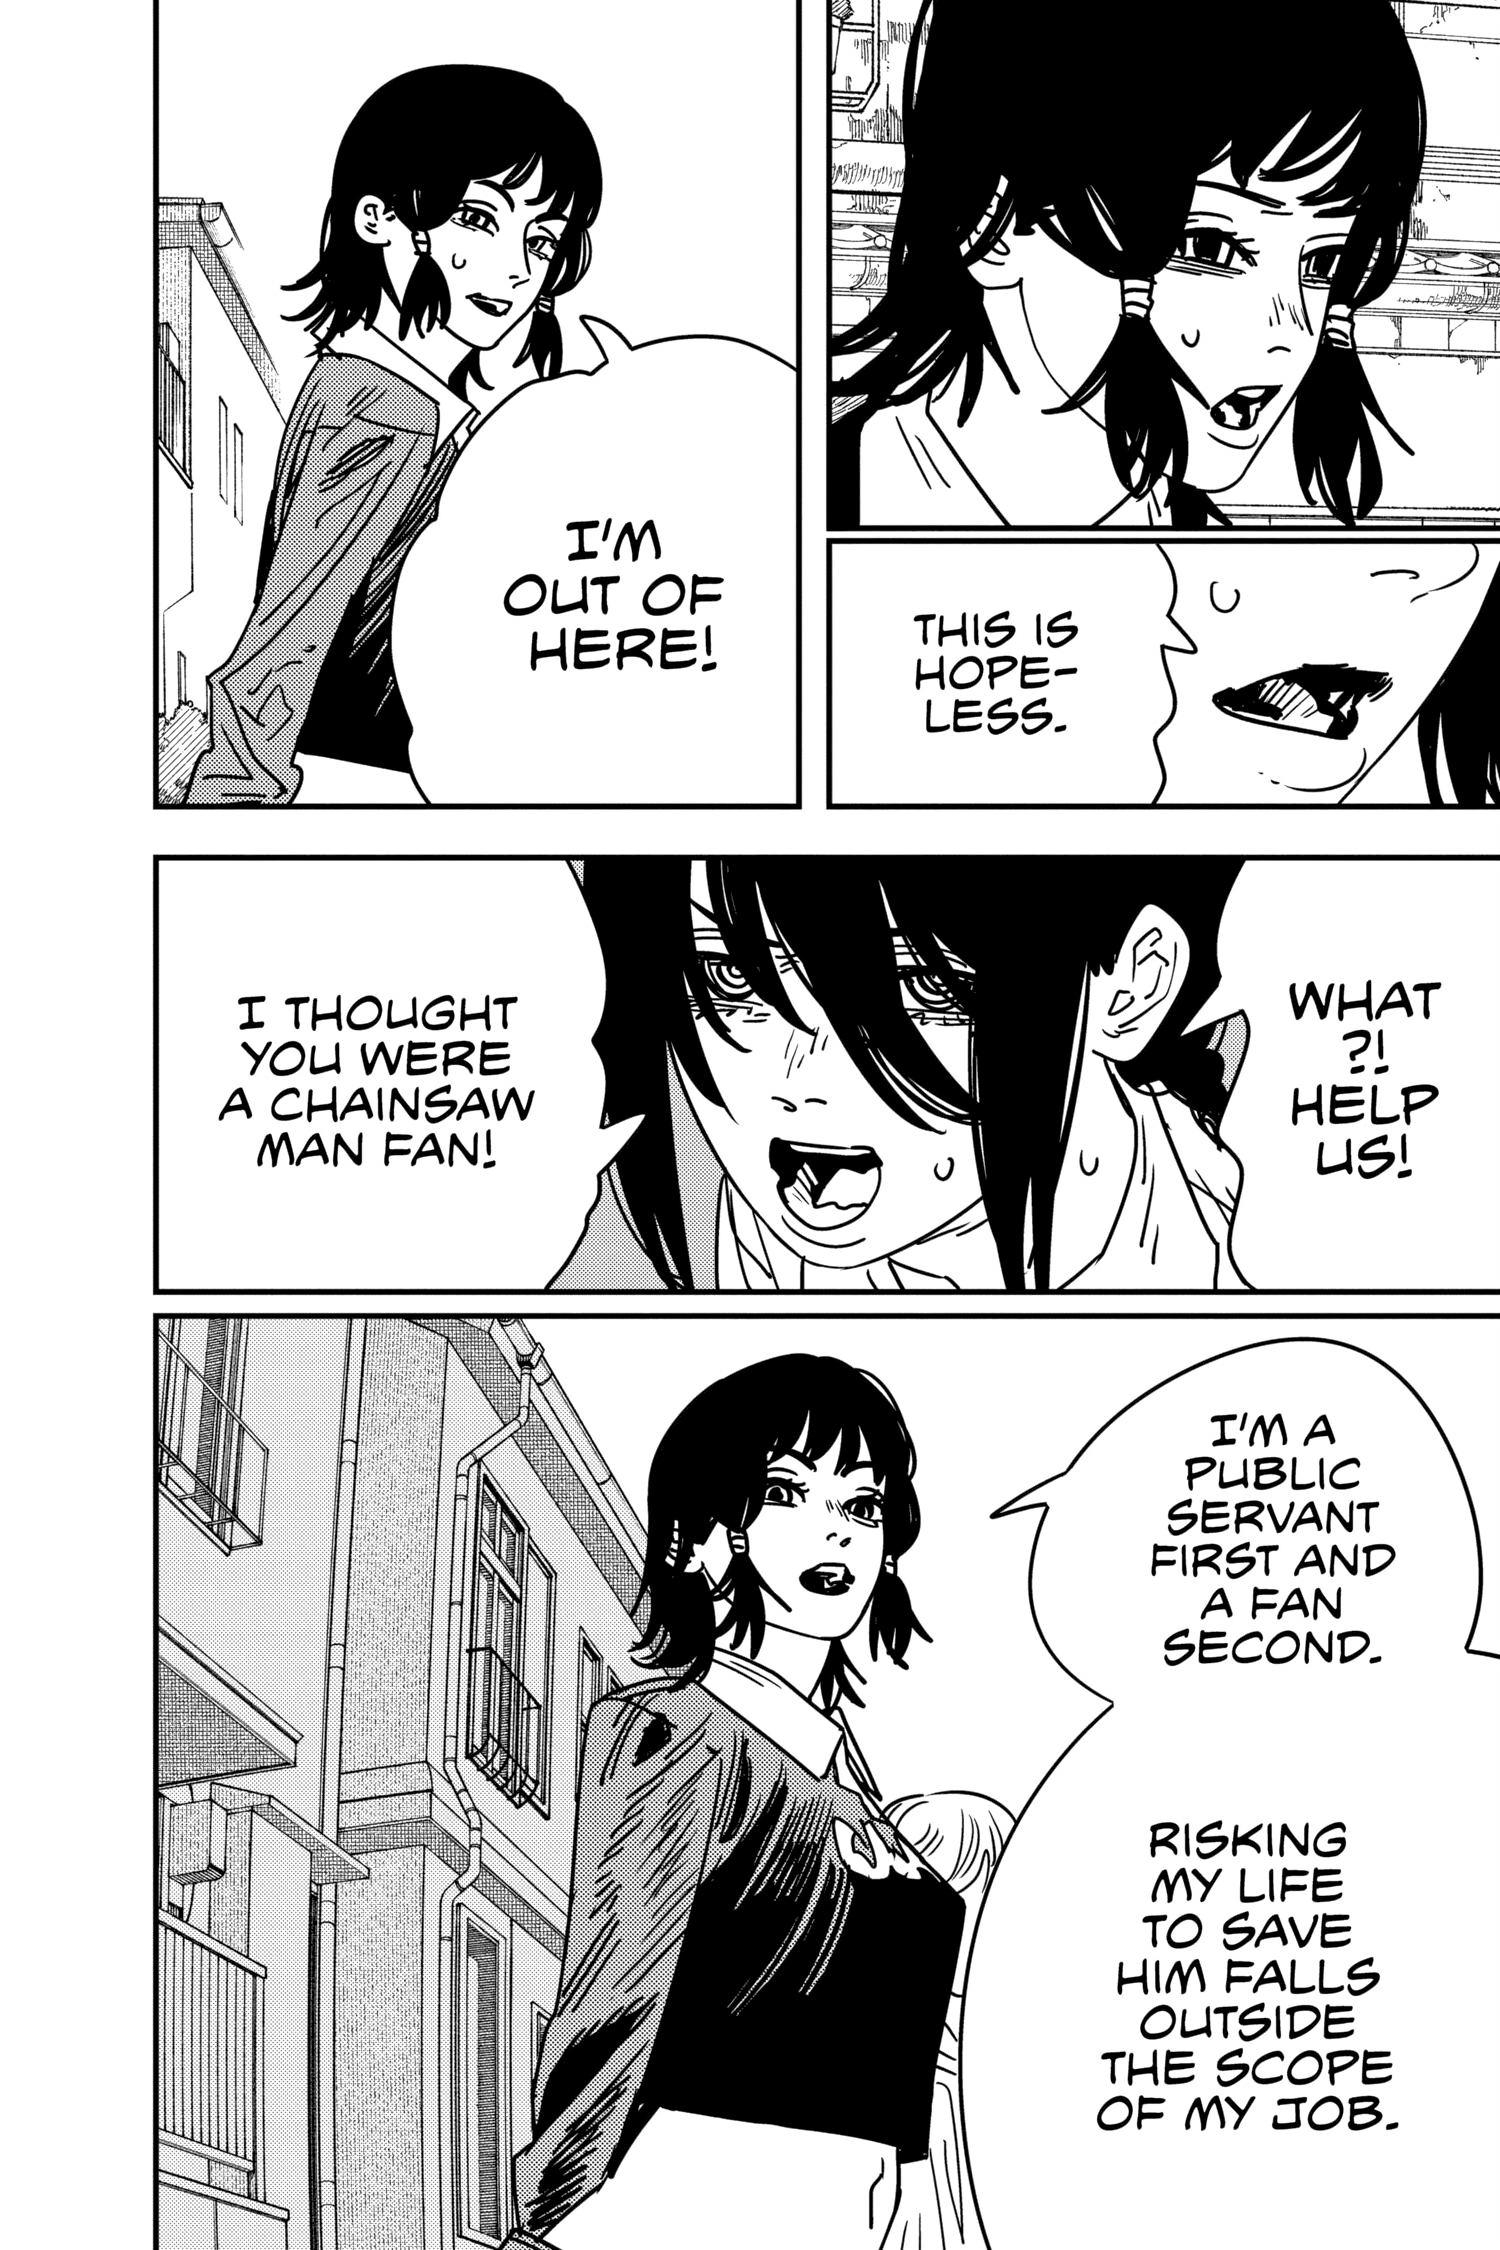 THIS IS
HOPE-
LESS.
I'M
OUT OF
HERE!
WHAT
?!
HELP
US!
I THOUGHT
YOU WERE
A CHAINSAW
MAN FAN!
I'M A
PUBLIC
SERVANT
FIRST AND
A FAN
SECOND.
RISKING
MY LIFE
TO SAVE
HIM FALLS
OUTSIDE
THE SCOPE
OF MY JOB.